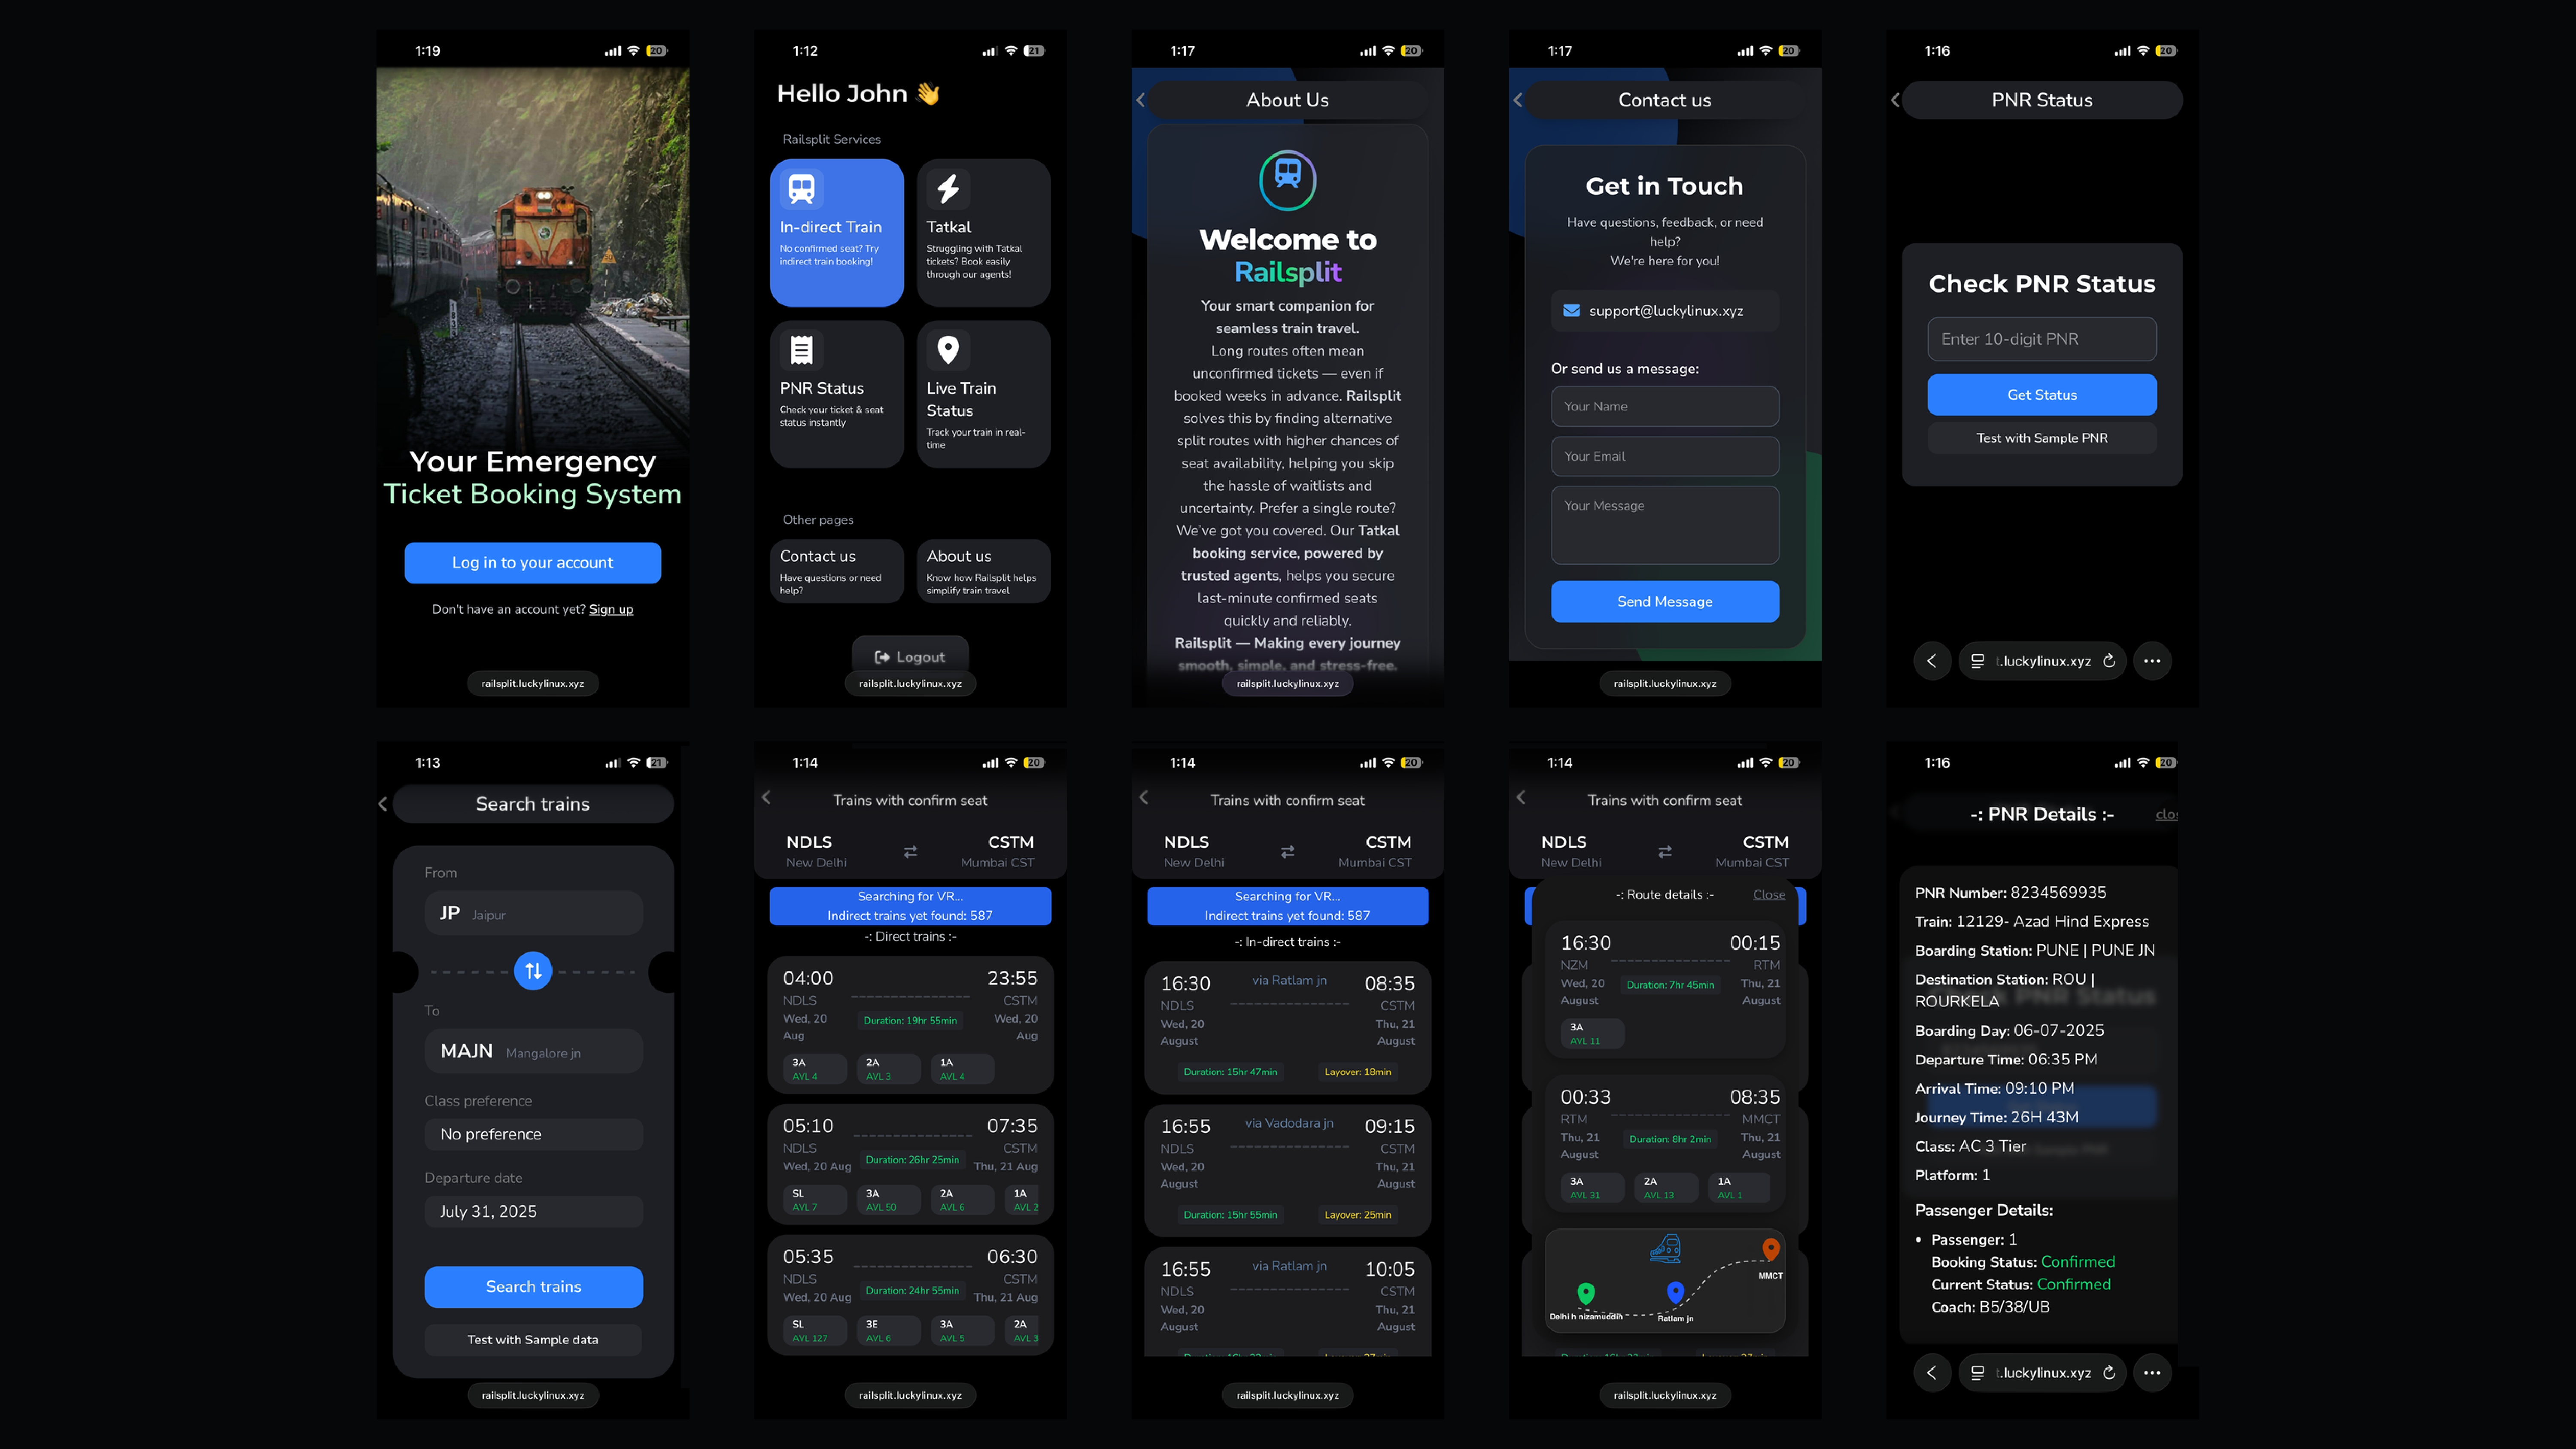 1:19
20
Your Emergency
Ticket Booking System
Log in to your account
Don't have an account yet? Sign up
railsplit.luckylinux.xyz
1:12
21
Hello John 👋
Railsplit Services
In-direct Train
No confirmed seat? Try
indirect train booking!
Tatkal
Struggling with Tatkal
tickets? Book easily
through our agents!
PNR Status
Check your ticket & seat
status instantly
Live Train
Status
Track your train in real-
time
Other pages
Contact us
Have questions or need
help?
About us
Know how Railsplit helps
simplify train travel
Logout
railsplit.luckylinux.xyz
1:17
20
About Us
Welcome to
Railsplit
Your smart companion for
seamless train travel.
Long routes often mean
unconfirmed tickets — even if
booked weeks in advance. Railsplit
solves this by finding alternative
split routes with higher chances of
seat availability, helping you skip
the hassle of waitlists and
uncertainty. Prefer a single route?
We've got you covered. Our Tatkal
booking service, powered by
trusted agents, helps you secure
last-minute confirmed seats
quickly and reliably.
Railsplit — Making every journey
smooth, simple, and stress-free.
railsplit.luckylinux.xyz
1:17
20
Contact us
Get in Touch
Have questions, feedback, or need
help?
We're here for you!
support@luckylinux.xyz
Or send us a message:
Your Name
Your Email
Your Message
Send Message
railsplit.luckylinux.xyz
1:16
20
PNR Status
Check PNR Status
Enter 10-digit PNR
Get Status
Test with Sample PNR
t.luckylinux.xyz
1:13
21
Search trains
From
JP Jaipur
To
MAJN Mangalore jn
Class preference
No preference
Departure date
July 31, 2025
Search trains
Test with Sample data
railsplit.luckylinux.xyz
1:14
20
Trains with confirm seat
NDLS CSTM
New Delhi Mumbai CST
Searching for VR...
Indirect trains yet found: 587
-: Direct trains :-
04:00 23:55
NDLS CSTM
Wed, 20 Duration: 19hr 55min Wed, 20
Aug Aug
3A 2A 1A
AVL 4 AVL 3 AVL 4
05:10 07:35
NDLS CSTM
Wed, 20 Aug Duration: 26hr 25min Thu, 21 Aug
SL 3A 2A 1A
AVL 7 AVL 50 AVL 6 AVL 2
05:35 06:30
NDLS CSTM
Wed, 20 Aug Duration: 24hr 55min Thu, 21 Aug
SL 3E 3A 2A
AVL 127 AVL 6 AVL 5 AVL 3
railsplit.luckylinux.xyz
1:14
20
Trains with confirm seat
NDLS CSTM
New Delhi Mumbai CST
Searching for VR...
Indirect trains yet found: 587
-: In-direct trains :-
16:30 via Ratlam jn 08:35
NDLS CSTM
Wed, 20 Thu, 21
August August
Duration: 15hr 47min Layover: 18min
16:55 via Vadodara jn 09:15
NDLS CSTM
Wed, 20 Thu, 21
August August
Duration: 15hr 55min Layover: 25min
16:55 via Ratlam jn 10:05
NDLS CSTM
Wed, 20 Thu, 21
August August
railsplit.luckylinux.xyz
1:14
20
Trains with confirm seat
NDLS CSTM
New Delhi Mumbai CST
-: Route details :- Close
16:30 00:15
NZM RTM
Wed, 20 Duration: 7hr 45min Thu, 21
August August
3A
AVL 11
00:33 08:35
RTM MMCT
Thu, 21 Duration: 8hr 2min Thu, 21
August August
3A 2A 1A
AVL 31 AVL 13 AVL 1
MMCT
Delhi h nizamuddin Ratlam jn
railsplit.luckylinux.xyz
1:16
20
-: PNR Details :- clos
PNR Number: 8234569935
Train: 12129- Azad Hind Express
Boarding Station: PUNE | PUNE JN
Destination Station: ROU |
ROURKELA
Boarding Day: 06-07-2025
Departure Time: 06:35 PM
Arrival Time: 09:10 PM
Journey Time: 26H 43M
Class: AC 3 Tier
Platform: 1
Passenger Details:
• Passenger: 1
Booking Status: Confirmed
Current Status: Confirmed
Coach: B5/38/UB
t.luckylinux.xyz